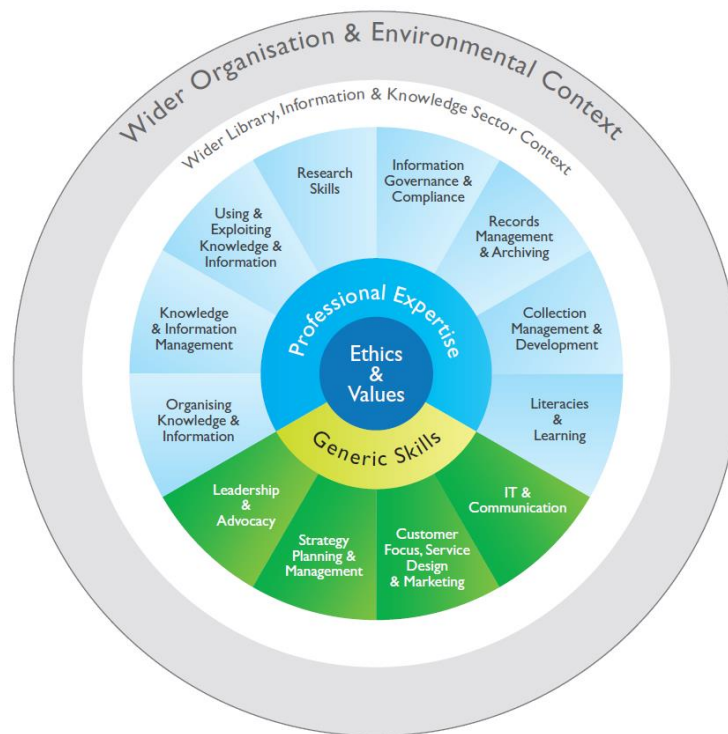 Wider Organisation & Environmental Context
Wider Library, Information & Knowledge Sector Context
Research
Skills
Information
Governance &
Compliance
Using &
Exploiting
Knowledge &
Information
Records
Management
& Archiving
Knowledge
& Information
Management
Collection
Management &
Development
Organising
Knowledge &
Information
Literacies
&
Learning
Professional Expertise
Ethics
&
Values
Generic Skills
Leadership
&
Advocacy
Strategy
Planning &
Management
Customer
Focus, Service
Design
& Marketing
IT &
Communication